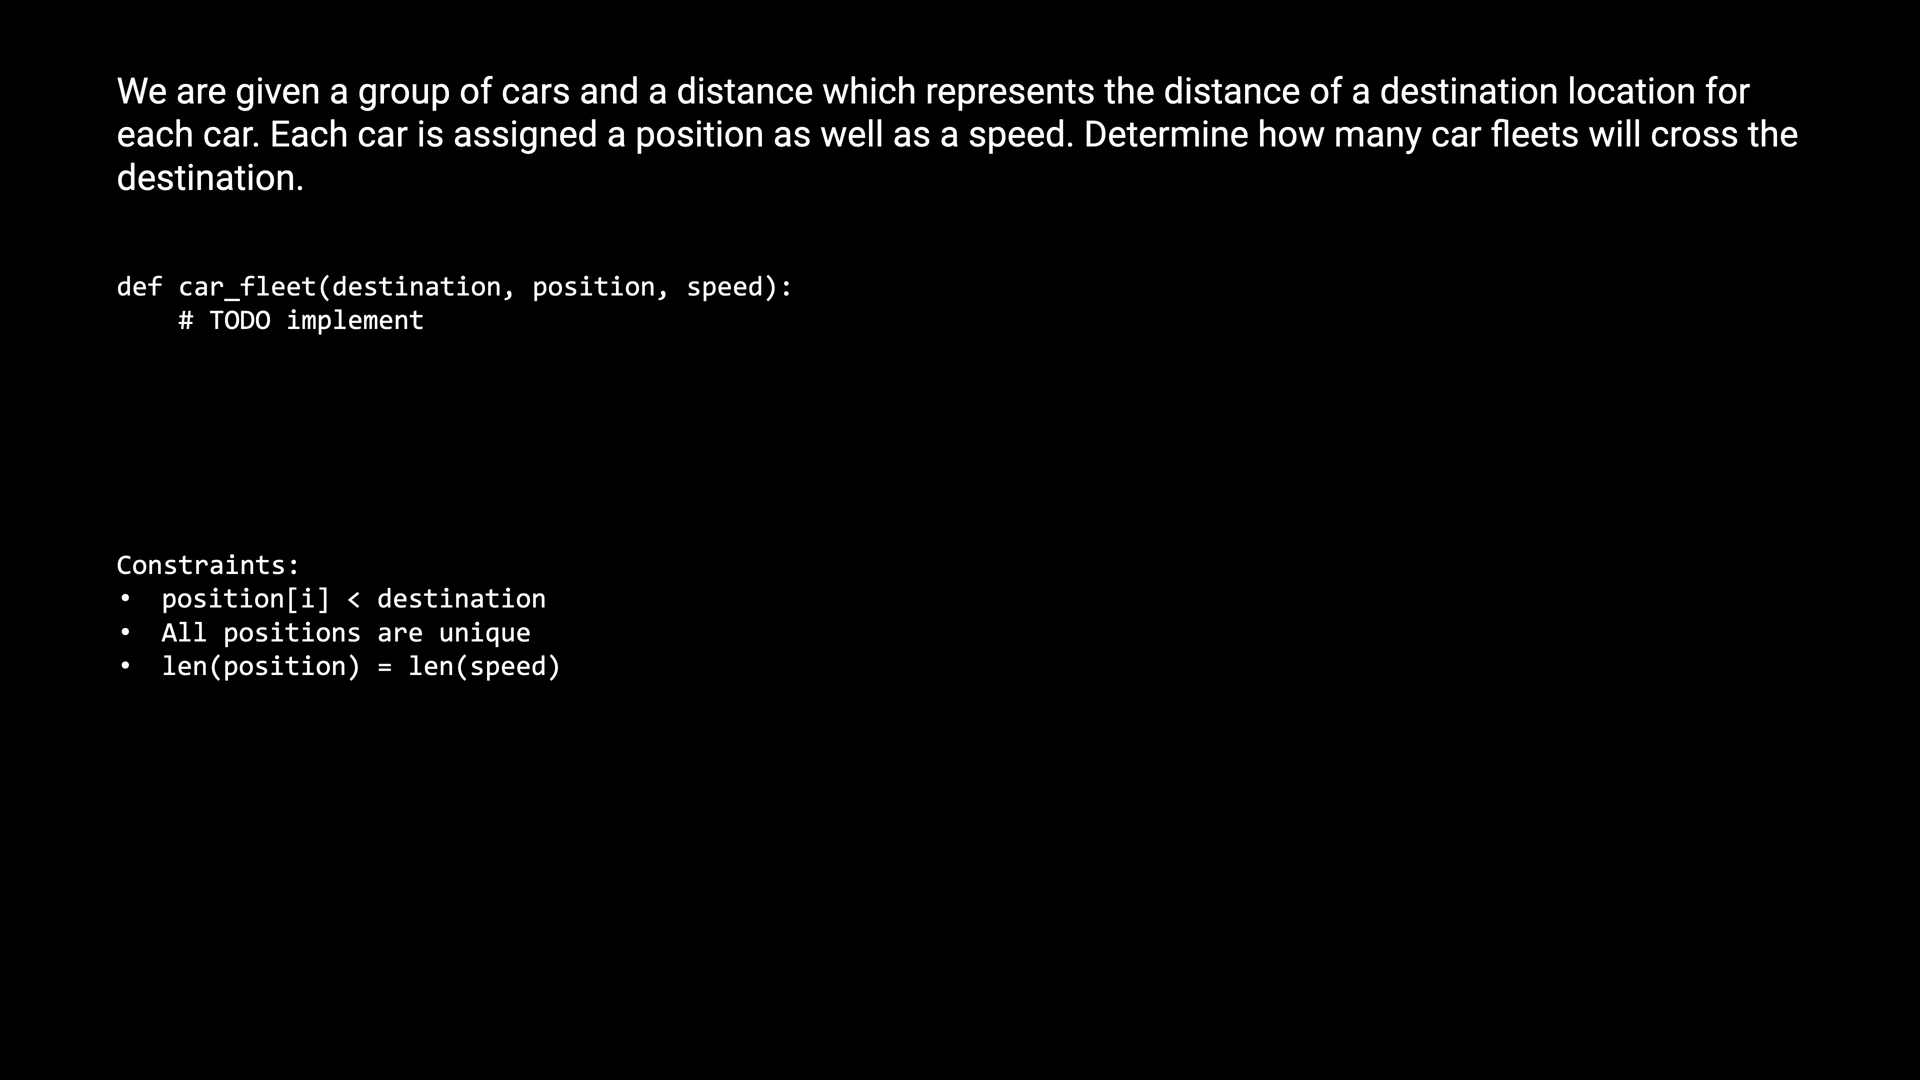 We are given a group of cars and a distance which represents the distance of a destination location for
each car. Each car is assigned a position as well as a speed. Determine how many car fleets will cross the
destination.
def car_fleet(destination, position, speed):
    # TODO implement
Constraints:
• position[i] < destination
• All positions are unique
• len(position) = len(speed)